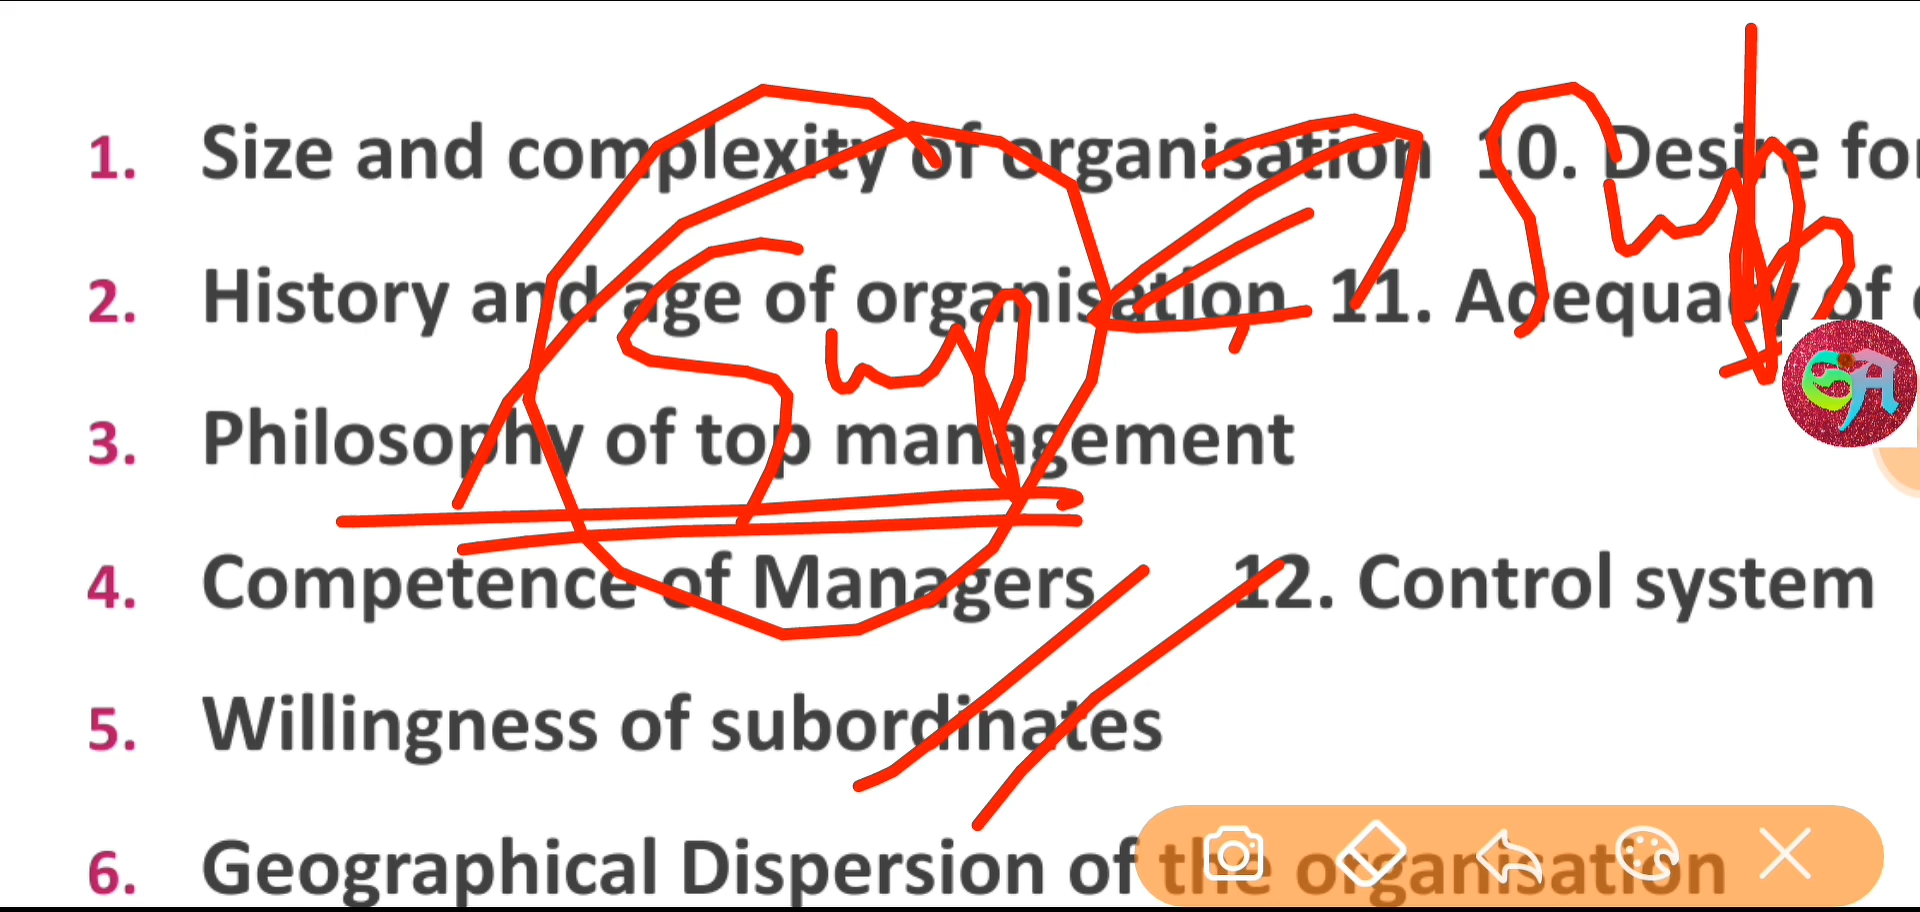 1. Size and complexity of organisation 10. Desire for
2. History and age of organisation 11. Adequacy of
3. Philosophy of top management
4. Competence of Managers 12. Control system
5. Willingness of subordinates
6. Geographical Dispersion of the organisation